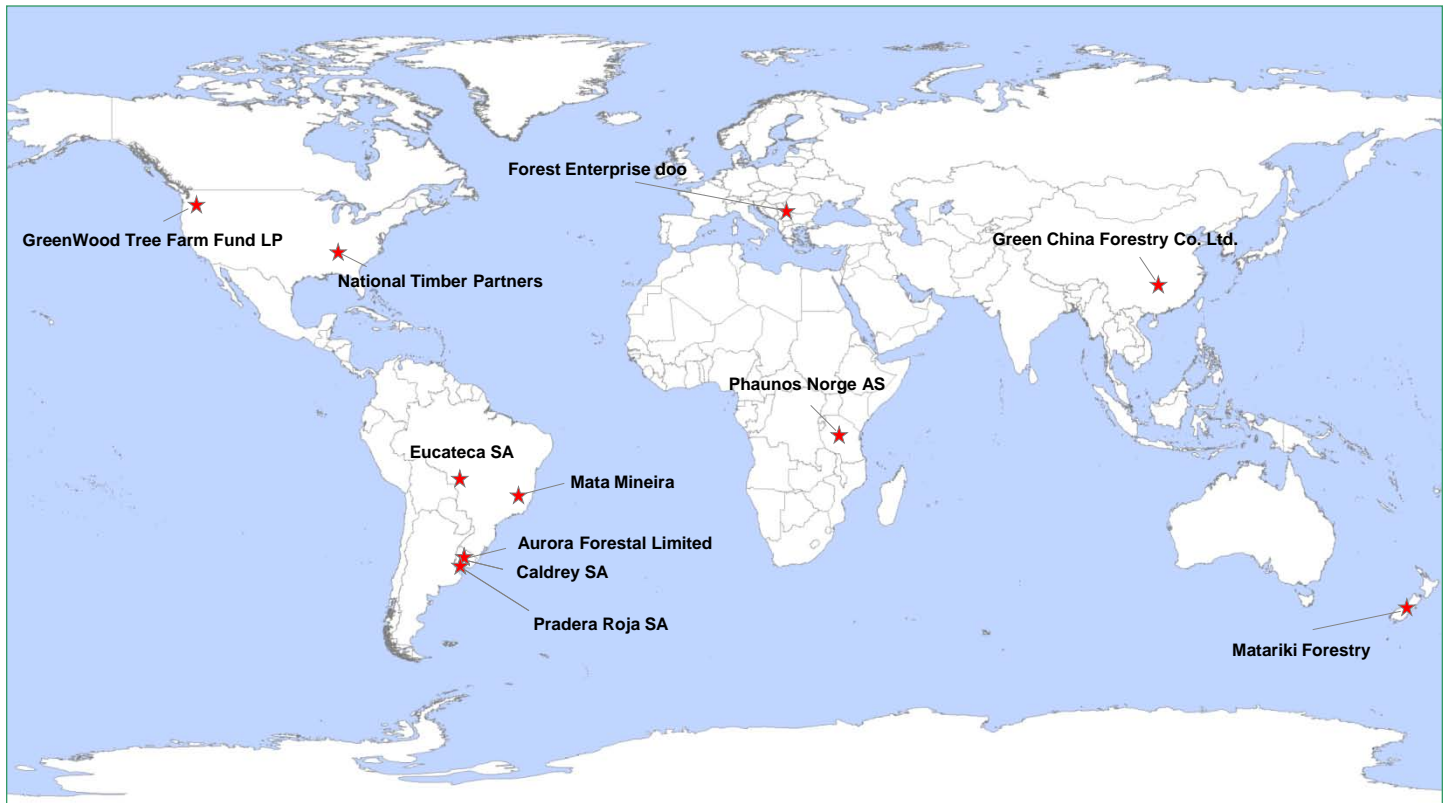 Forest Enterprise doo
GreenWood Tree Farm Fund LP
Green China Forestry Co. Ltd.
National Timber Partners
Phaunos Norge AS
Eucateca SA
Mata Mineira
Aurora Forestal Limited
Caldrey SA
Pradera Roja SA
Matariki Forestry